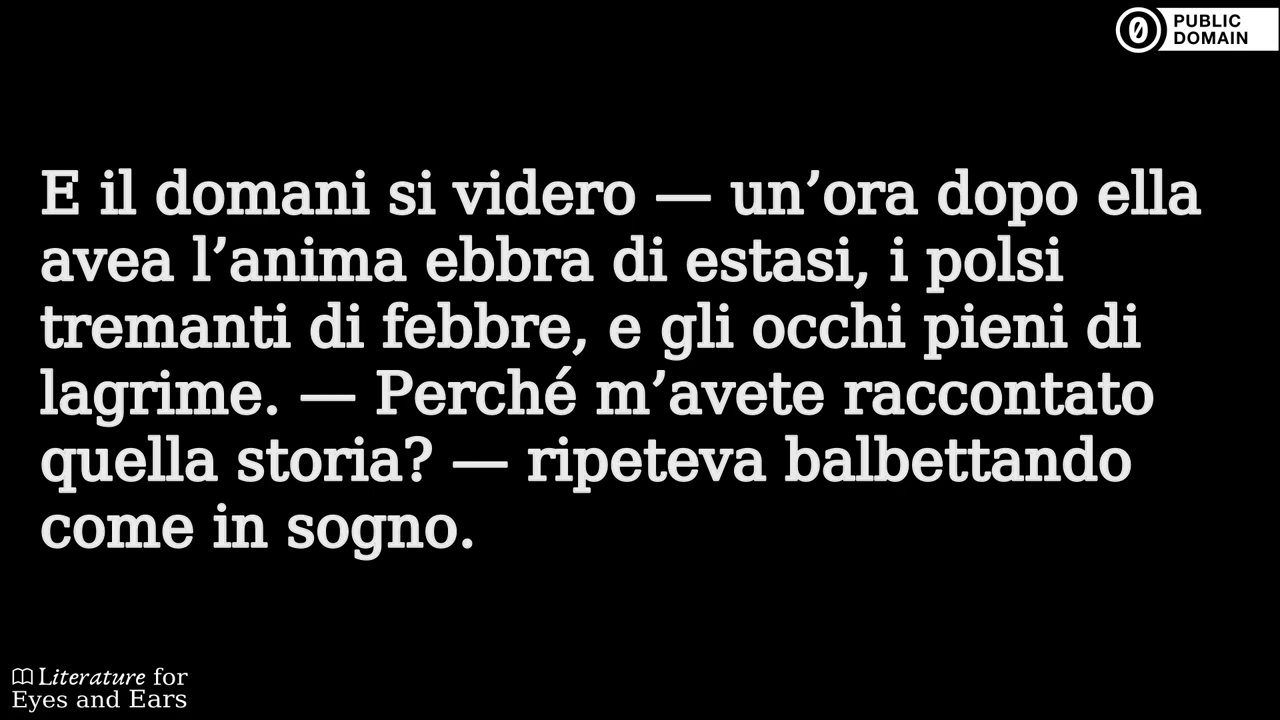 PUBLIC
DOMAIN
E il domani si videro — un’ora dopo ella
avea l’anima ebbra di estasi, i polsi
tremanti di febbre, e gli occhi pieni di
lagrime. — Perché m’avete raccontato
quella storia? — ripeteva balbettando
come in sogno.
Literature for
Eyes and Ears